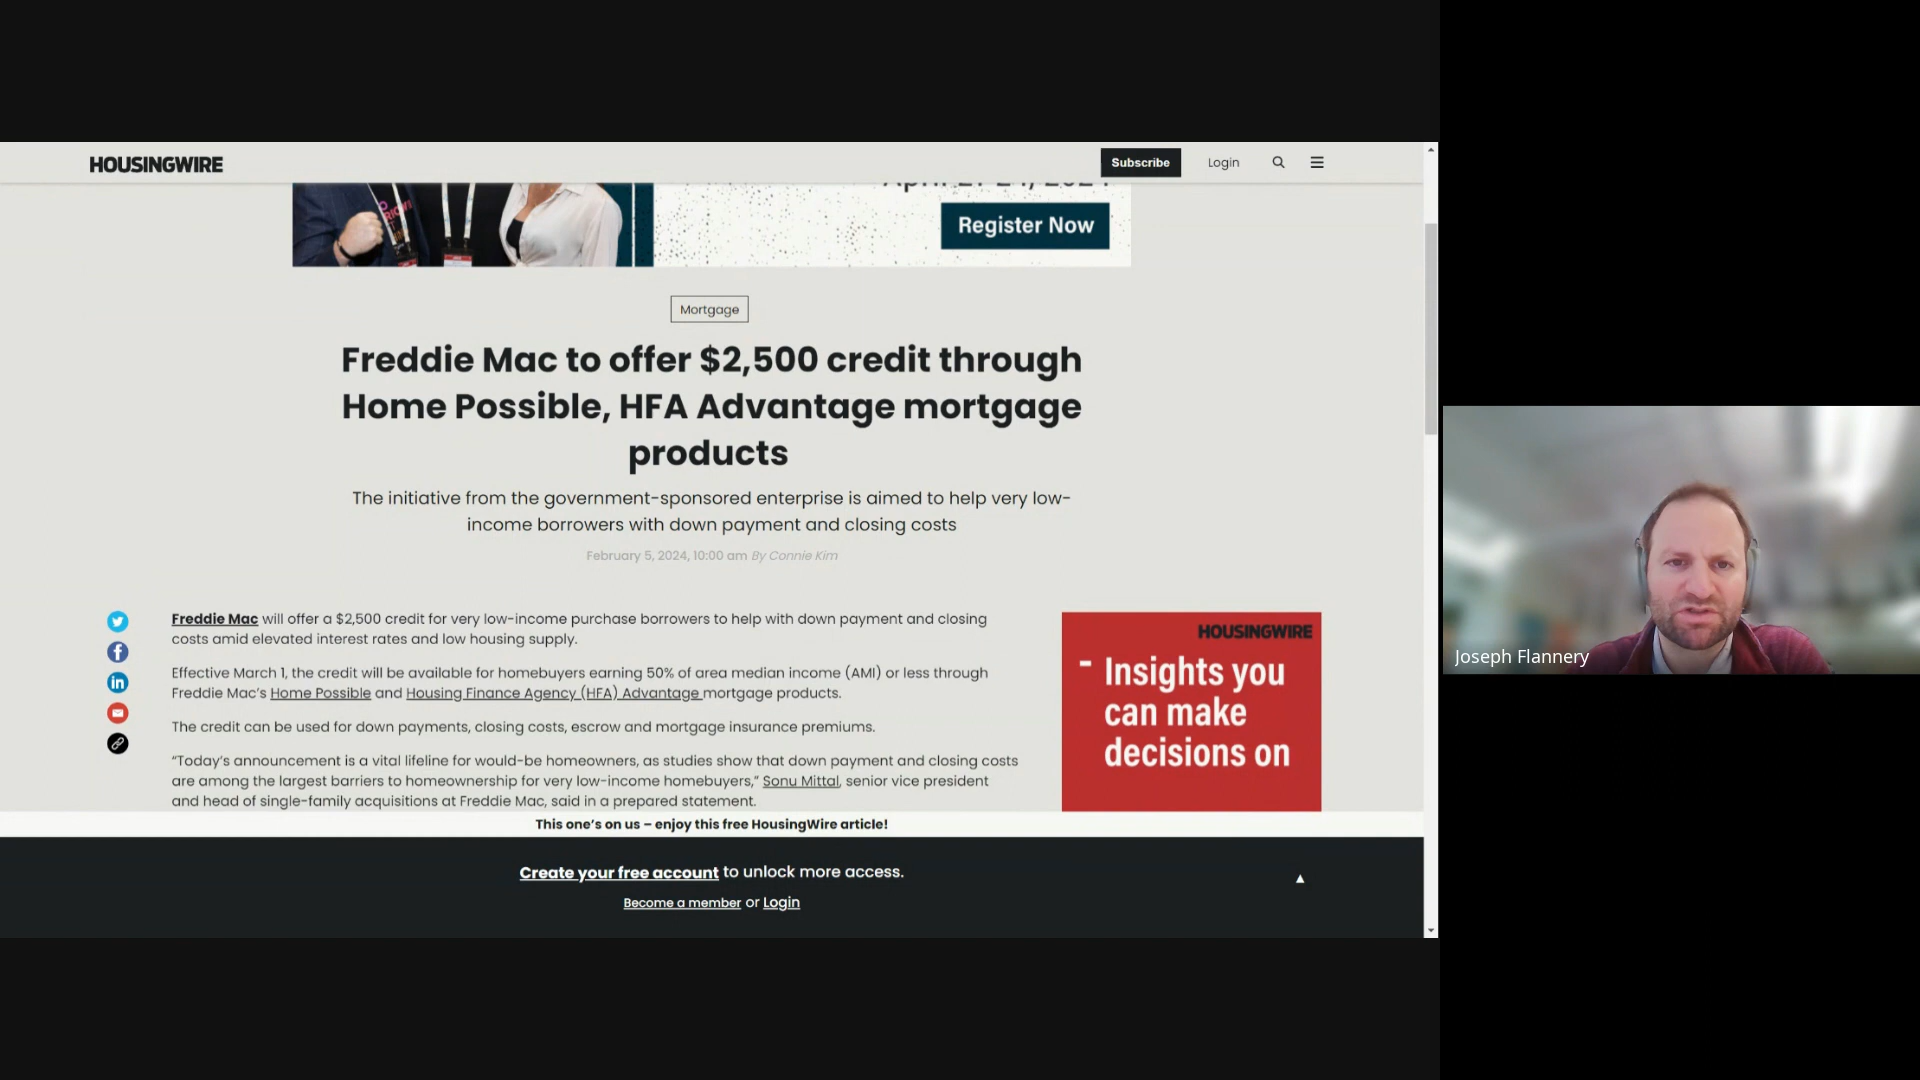 HOUSINGWIRE
Subscribe
Login
Register Now
Mortgage
Freddie Mac to offer $2,500 credit through
Home Possible, HFA Advantage mortgage
products
The initiative from the government-sponsored enterprise is aimed to help very low-
income borrowers with down payment and closing costs
February 5, 2024, 10:00 am By Connie Kim
Freddie Mac will offer a $2,500 credit for very low-income purchase borrowers to help with down payment and closing
costs amid elevated interest rates and low housing supply.
Effective March 1, the credit will be available for homebuyers earning 50% of area median income (AMI) or less through
Freddie Mac’s Home Possible and Housing Finance Agency (HFA) Advantage mortgage products.
The credit can be used for down payments, closing costs, escrow and mortgage insurance premiums.
“Today’s announcement is a vital lifeline for would-be homeowners, as studies show that down payment and closing costs
are among the largest barriers to homeownership for very low-income homebuyers,” Sonu Mittal, senior vice president
and head of single-family acquisitions at Freddie Mac, said in a prepared statement.
HOUSINGWIRE
- Insights you
can make
decisions on
This one’s on us – enjoy this free HousingWire article!
Create your free account to unlock more access.
Become a member or Login
Joseph Flannery